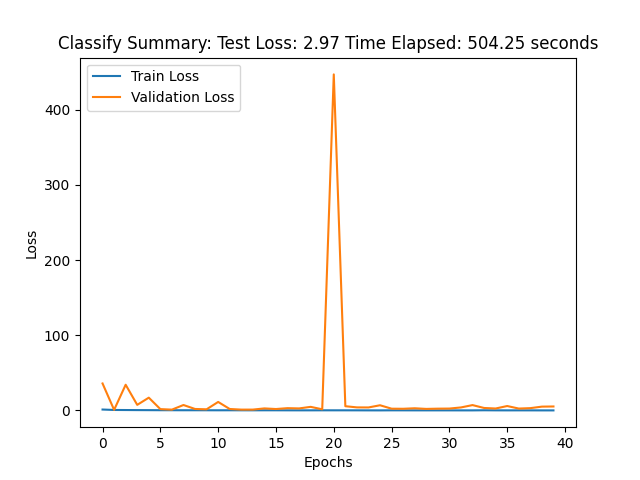 Classify Summary: Test Loss: 2.97 Time Elapsed: 504.25 seconds
Train Loss
Validation Loss
400
300
200
100
0
Loss
0 5 10 15 20 25 30 35 40
Epochs